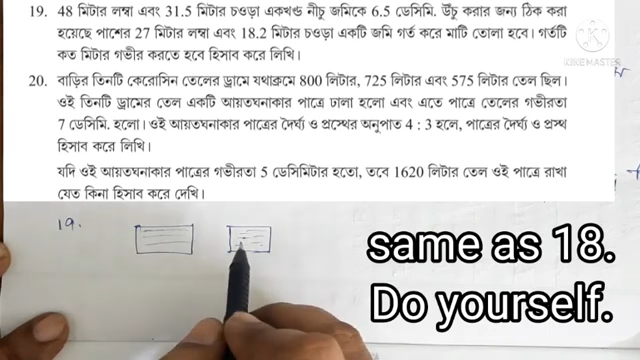 19. 48 মিটার লম্বা এবং 31.5 মিটার চওড়া একখণ্ড নীচু জমিকে 6.5 ডেসিমি. উঁচু করার জন্য ঠিক করা
হয়েছে পাশের 27 মিটার লম্বা এবং 18.2 মিটার চওড়া একটি জমি গর্ত করে মাটি তোলা হবে। গর্তটি
কত মিটার গভীর করতে হবে হিসাব করে লিখি।
20. বাড়ির তিনটি কেরোসিন তেলের ড্রামে যথাক্রমে 800 লিটার, 725 লিটার এবং 575 লিটার তেল ছিল।
ওই তিনটি ড্রামের তেল একটি আয়তঘনাকার পাত্রে ঢালা হলো এবং এতে পাত্রে তেলের গভীরতা
7 ডেসিমি. হলো। ওই আয়তঘনাকার পাত্রের দৈর্ঘ্য ও প্রস্থের অনুপাত 4 : 3 হলে, পাত্রের দৈর্ঘ্য ও প্রস্থ
হিসাব করে লিখি।
যদি ওই আয়তঘনাকার পাত্রের গভীরতা 5 ডেসিমিটার হতো, তবে 1620 লিটার তেল ওই পাত্রে রাখা
যেত কিনা হিসাব করে দেখি।
19.
same as 18.
Do yourself.
KINEMASTER